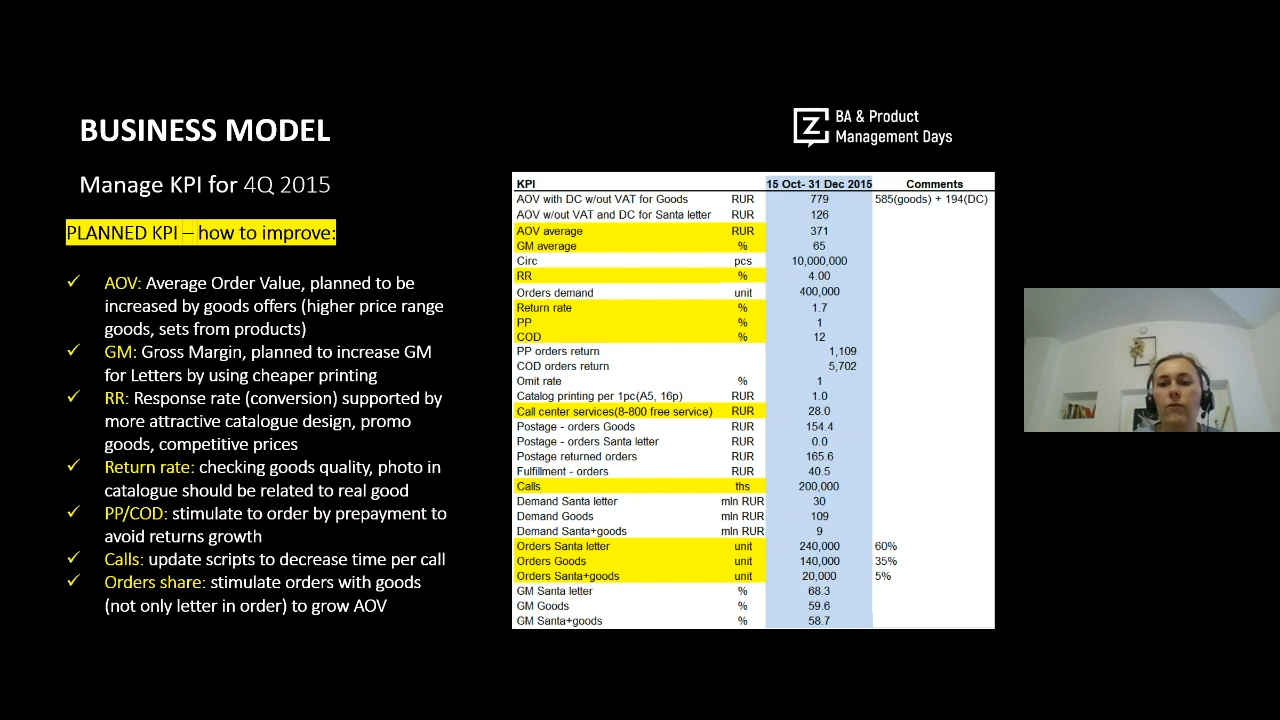 BUSINESS MODEL
Z BA & Product
Management Days
Manage KPI for 4Q 2015
PLANNED KPI – how to improve:
✓ AOV: Average Order Value, planned to be
increased by goods offers (higher price range
goods, sets from products)
✓ GM: Gross Margin, planned to increase GM
for Letters by using cheaper printing
✓ RR: Response rate (conversion) supported by
more attractive catalogue design, promo
goods, competitive prices
✓ Return rate: checking goods quality, photo in
catalogue should be related to real good
✓ PP/COD: stimulate to order by prepayment to
avoid returns growth
✓ Calls: update scripts to decrease time per call
✓ Orders share: stimulate orders with goods
(not only letter in order) to grow AOV
KPI 15 Oct- 31 Dec 2015 Comments
AOV with DC w/out VAT for Goods RUR 779 585(goods) + 194(DC)
AOV w/out VAT and DC for Santa letter RUR 126
AOV average RUR 371
GM average % 65
Circ pcs 10,000,000
RR % 4.00
Orders demand unit 400,000
Return rate % 1.7
PP % 1
COD % 12
PP orders return 1,109
COD orders return 5,702
Omit rate % 1
Catalog printing per 1pc(A5, 16p) RUR 1.0
Call center services(8-800 free service) RUR 28.0
Postage - orders Goods RUR 154.4
Postage - orders Santa letter RUR 0.0
Postage returned orders RUR 165.6
Fulfillment - orders RUR 40.5
Calls ths 200,000
Demand Santa letter mln RUR 30
Demand Goods mln RUR 109
Demand Santa+goods mln RUR 9
Orders Santa letter unit 240,000 60%
Orders Goods unit 140,000 35%
Orders Santa+goods unit 20,000 5%
GM Santa letter % 68.3
GM Goods % 59.6
GM Santa+goods % 58.7